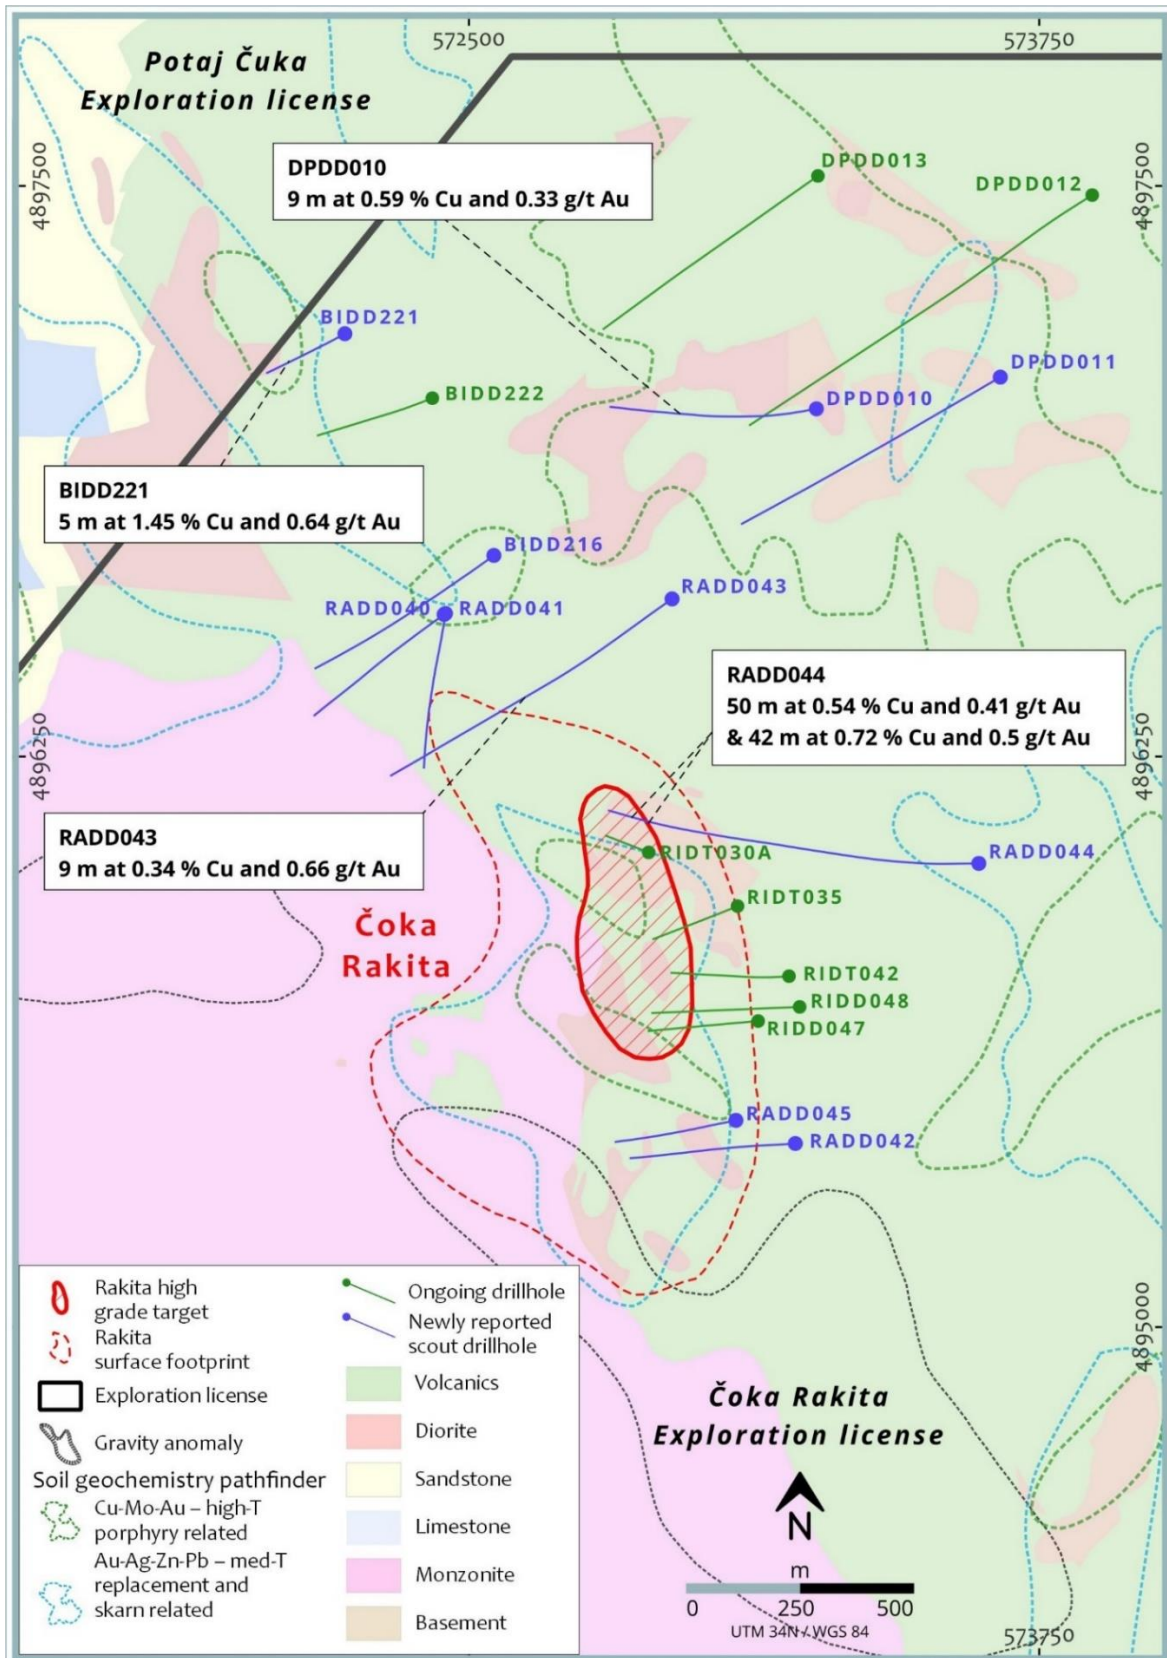 572500
573750
Potaj Čuka
Exploration license
DPDD010
9 m at 0.59 % Cu and 0.33 g/t Au
DPDD013
DPDD012
4897500
4897500
BIDD221
DPDD011
BIDD222
DPDD010
BIDD221
5 m at 1.45 % Cu and 0.64 g/t Au
BIDD216
RADD043
RADD040
RADD041
RADD044
50 m at 0.54 % Cu and 0.41 g/t Au
& 42 m at 0.72 % Cu and 0.5 g/t Au
4896250
4896250
RADD043
9 m at 0.34 % Cu and 0.66 g/t Au
RIDT030A
RADD044
RIDT035
Čoka
Rakita
RIDT042
RIDD048
RIDD047
RADD045
RADD042
4895000
Rakita high
grade target
Rakita
surface footprint
Exploration license
Gravity anomaly
Soil geochemistry pathfinder
Cu-Mo-Au – high-T
porphyry related
Au-Ag-Zn-Pb – med-T
replacement and
skarn related
Ongoing drillhole
Newly reported
scout drillhole
Volcanics
Diorite
Sandstone
Limestone
Monzonite
Basement
Čoka Rakita
Exploration license
N
m
0 250 500
UTM 34N / WGS 84
573750